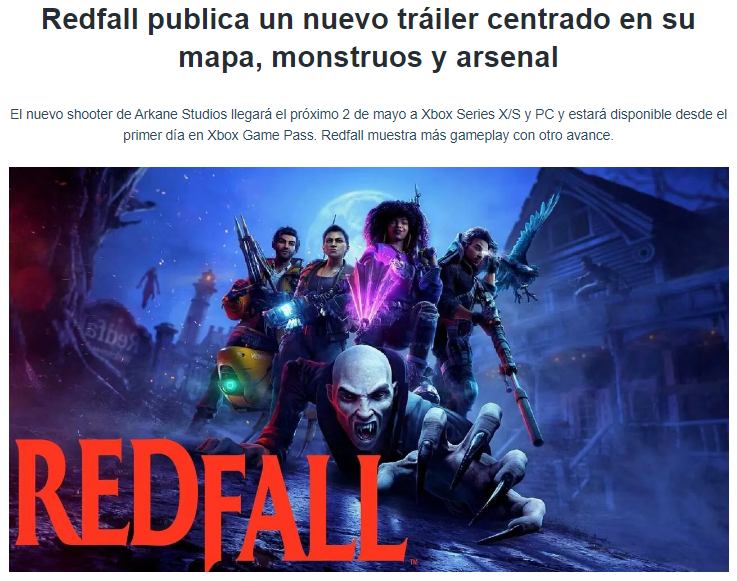 Redfall publica un nuevo tráiler centrado en su
mapa, monstruos y arsenal
El nuevo shooter de Arkane Studios llegará el próximo 2 de mayo a Xbox Series X/S y PC y estará disponible desde el
primer día en Xbox Game Pass. Redfall muestra más gameplay con otro avance.
REDFALL
TM